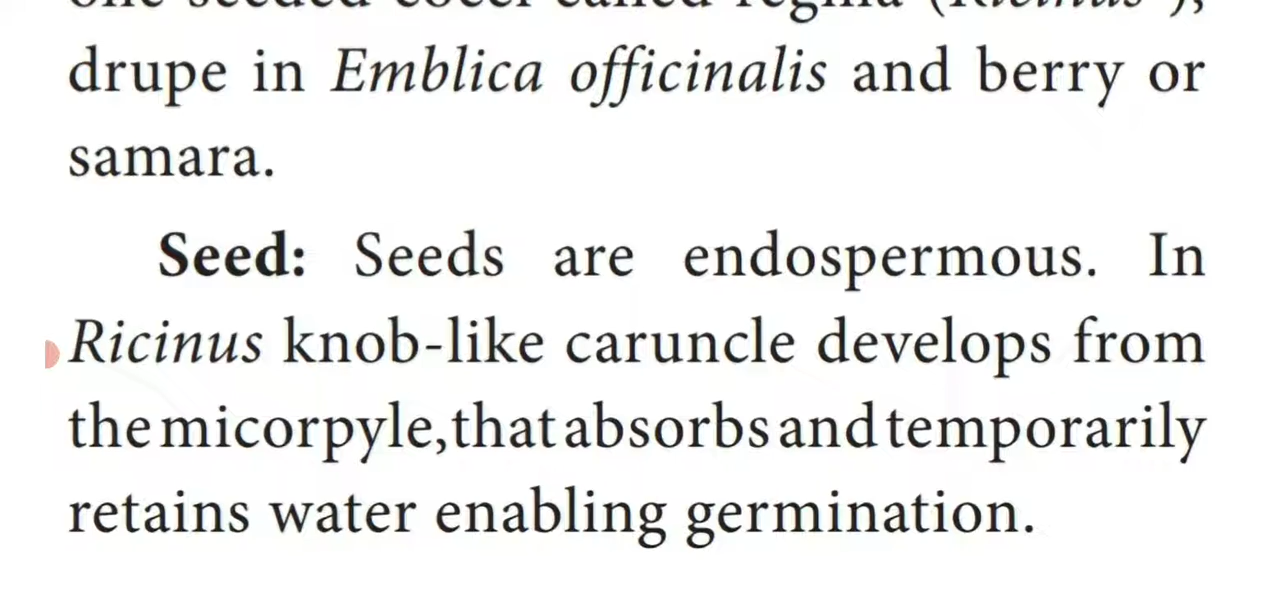 drupe in Emblica officinalis and berry or
samara.
Seed: Seeds are endospermous. In
Ricinus knob-like caruncle develops from
the micorpyle, that absorbs and temporarily
retains water enabling germination.